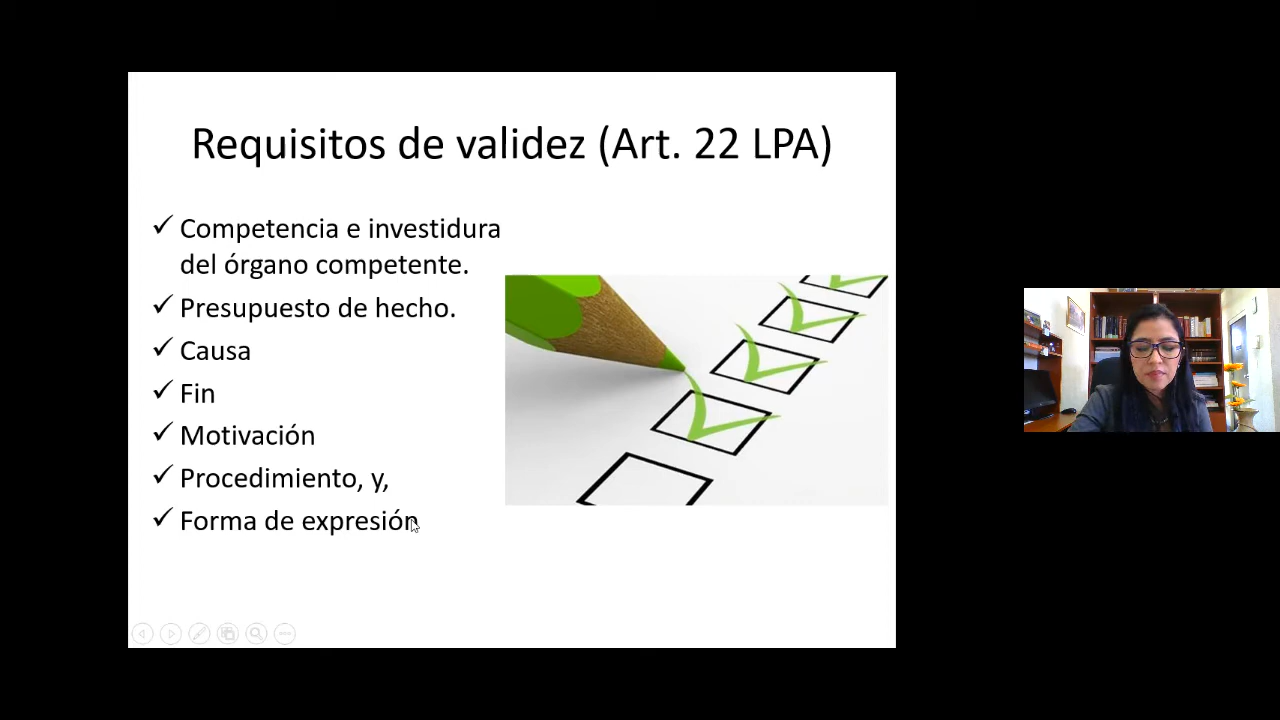 Requisitos de validez (Art. 22 LPA)
✓ Competencia e investidura
del órgano competente.
✓ Presupuesto de hecho.
✓ Causa
✓ Fin
✓ Motivación
✓ Procedimiento, y,
✓ Forma de expresión